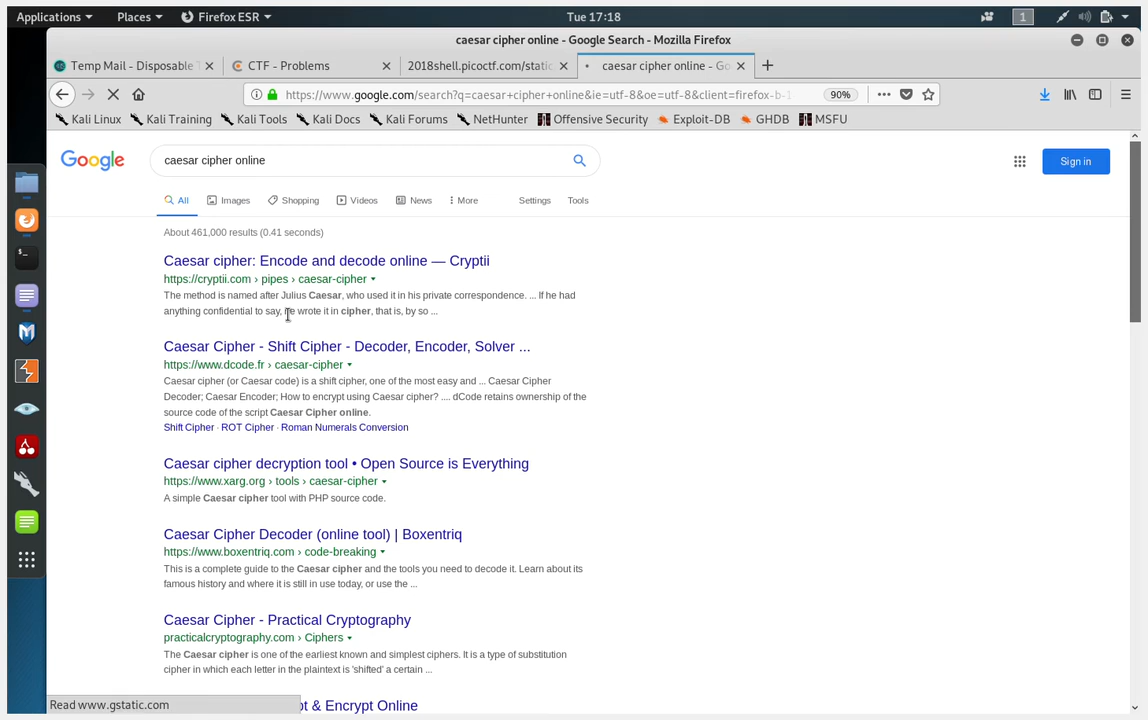 Applications Places Firefox ESR Tue 17:18 1
caesar cipher online - Google Search - Mozilla Firefox
Temp Mail - Disposable CTF - Problems 2018shell.picoctf.com/static caesar cipher online - Go
https://www.google.com/search?q=caesar+cipher+online&ie=utf-8&oe=utf-8&client=firefox-b-1 90%
Kali Linux Kali Training Kali Tools Kali Docs Kali Forums NetHunter Offensive Security Exploit-DB GHDB MSFU
Google caesar cipher online Sign in
All Images Shopping Videos News More Settings Tools
About 461,000 results (0.41 seconds)
Caesar cipher: Encode and decode online — Cryptii
https://cryptii.com › pipes › caesar-cipher
The method is named after Julius Caesar, who used it in his private correspondence. ... If he had
anything confidential to say, he wrote it in cipher, that is, by so ...
Caesar Cipher - Shift Cipher - Decoder, Encoder, Solver ...
https://www.dcode.fr › caesar-cipher
Caesar cipher (or Caesar code) is a shift cipher, one of the most easy and ... Caesar Cipher
Decoder; Caesar Encoder; How to encrypt using Caesar cipher? .... dCode retains ownership of the
source code of the script Caesar Cipher online.
Shift Cipher · ROT Cipher · Roman Numerals Conversion
Caesar cipher decryption tool • Open Source is Everything
https://www.xarg.org › tools › caesar-cipher
A simple Caesar cipher tool with PHP source code.
Caesar Cipher Decoder (online tool) | Boxentriq
https://www.boxentriq.com › code-breaking
This is a complete guide to the Caesar cipher and the tools you need to decode it. Learn about its
famous history and where it is still in use today, or use the ...
Caesar Cipher - Practical Cryptography
practicalcryptography.com › Ciphers
The Caesar cipher is one of the earliest known and simplest ciphers. It is a type of substitution
cipher in which each letter in the plaintext is 'shifted' a certain ...
Read www.gstatic.com & Encrypt Online